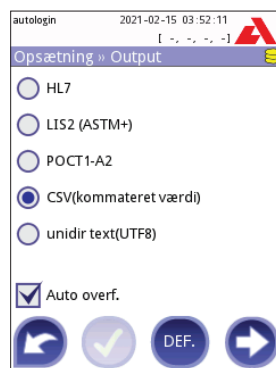 autologin 2021-02-15 03:52:11
[ -, -, -, -]
Opsætning » Output
HL7
LIS2 (ASTM+)
POCT1-A2
CSV(kommateret værdi)
unidir text(UTF8)
Auto overf.
DEF.